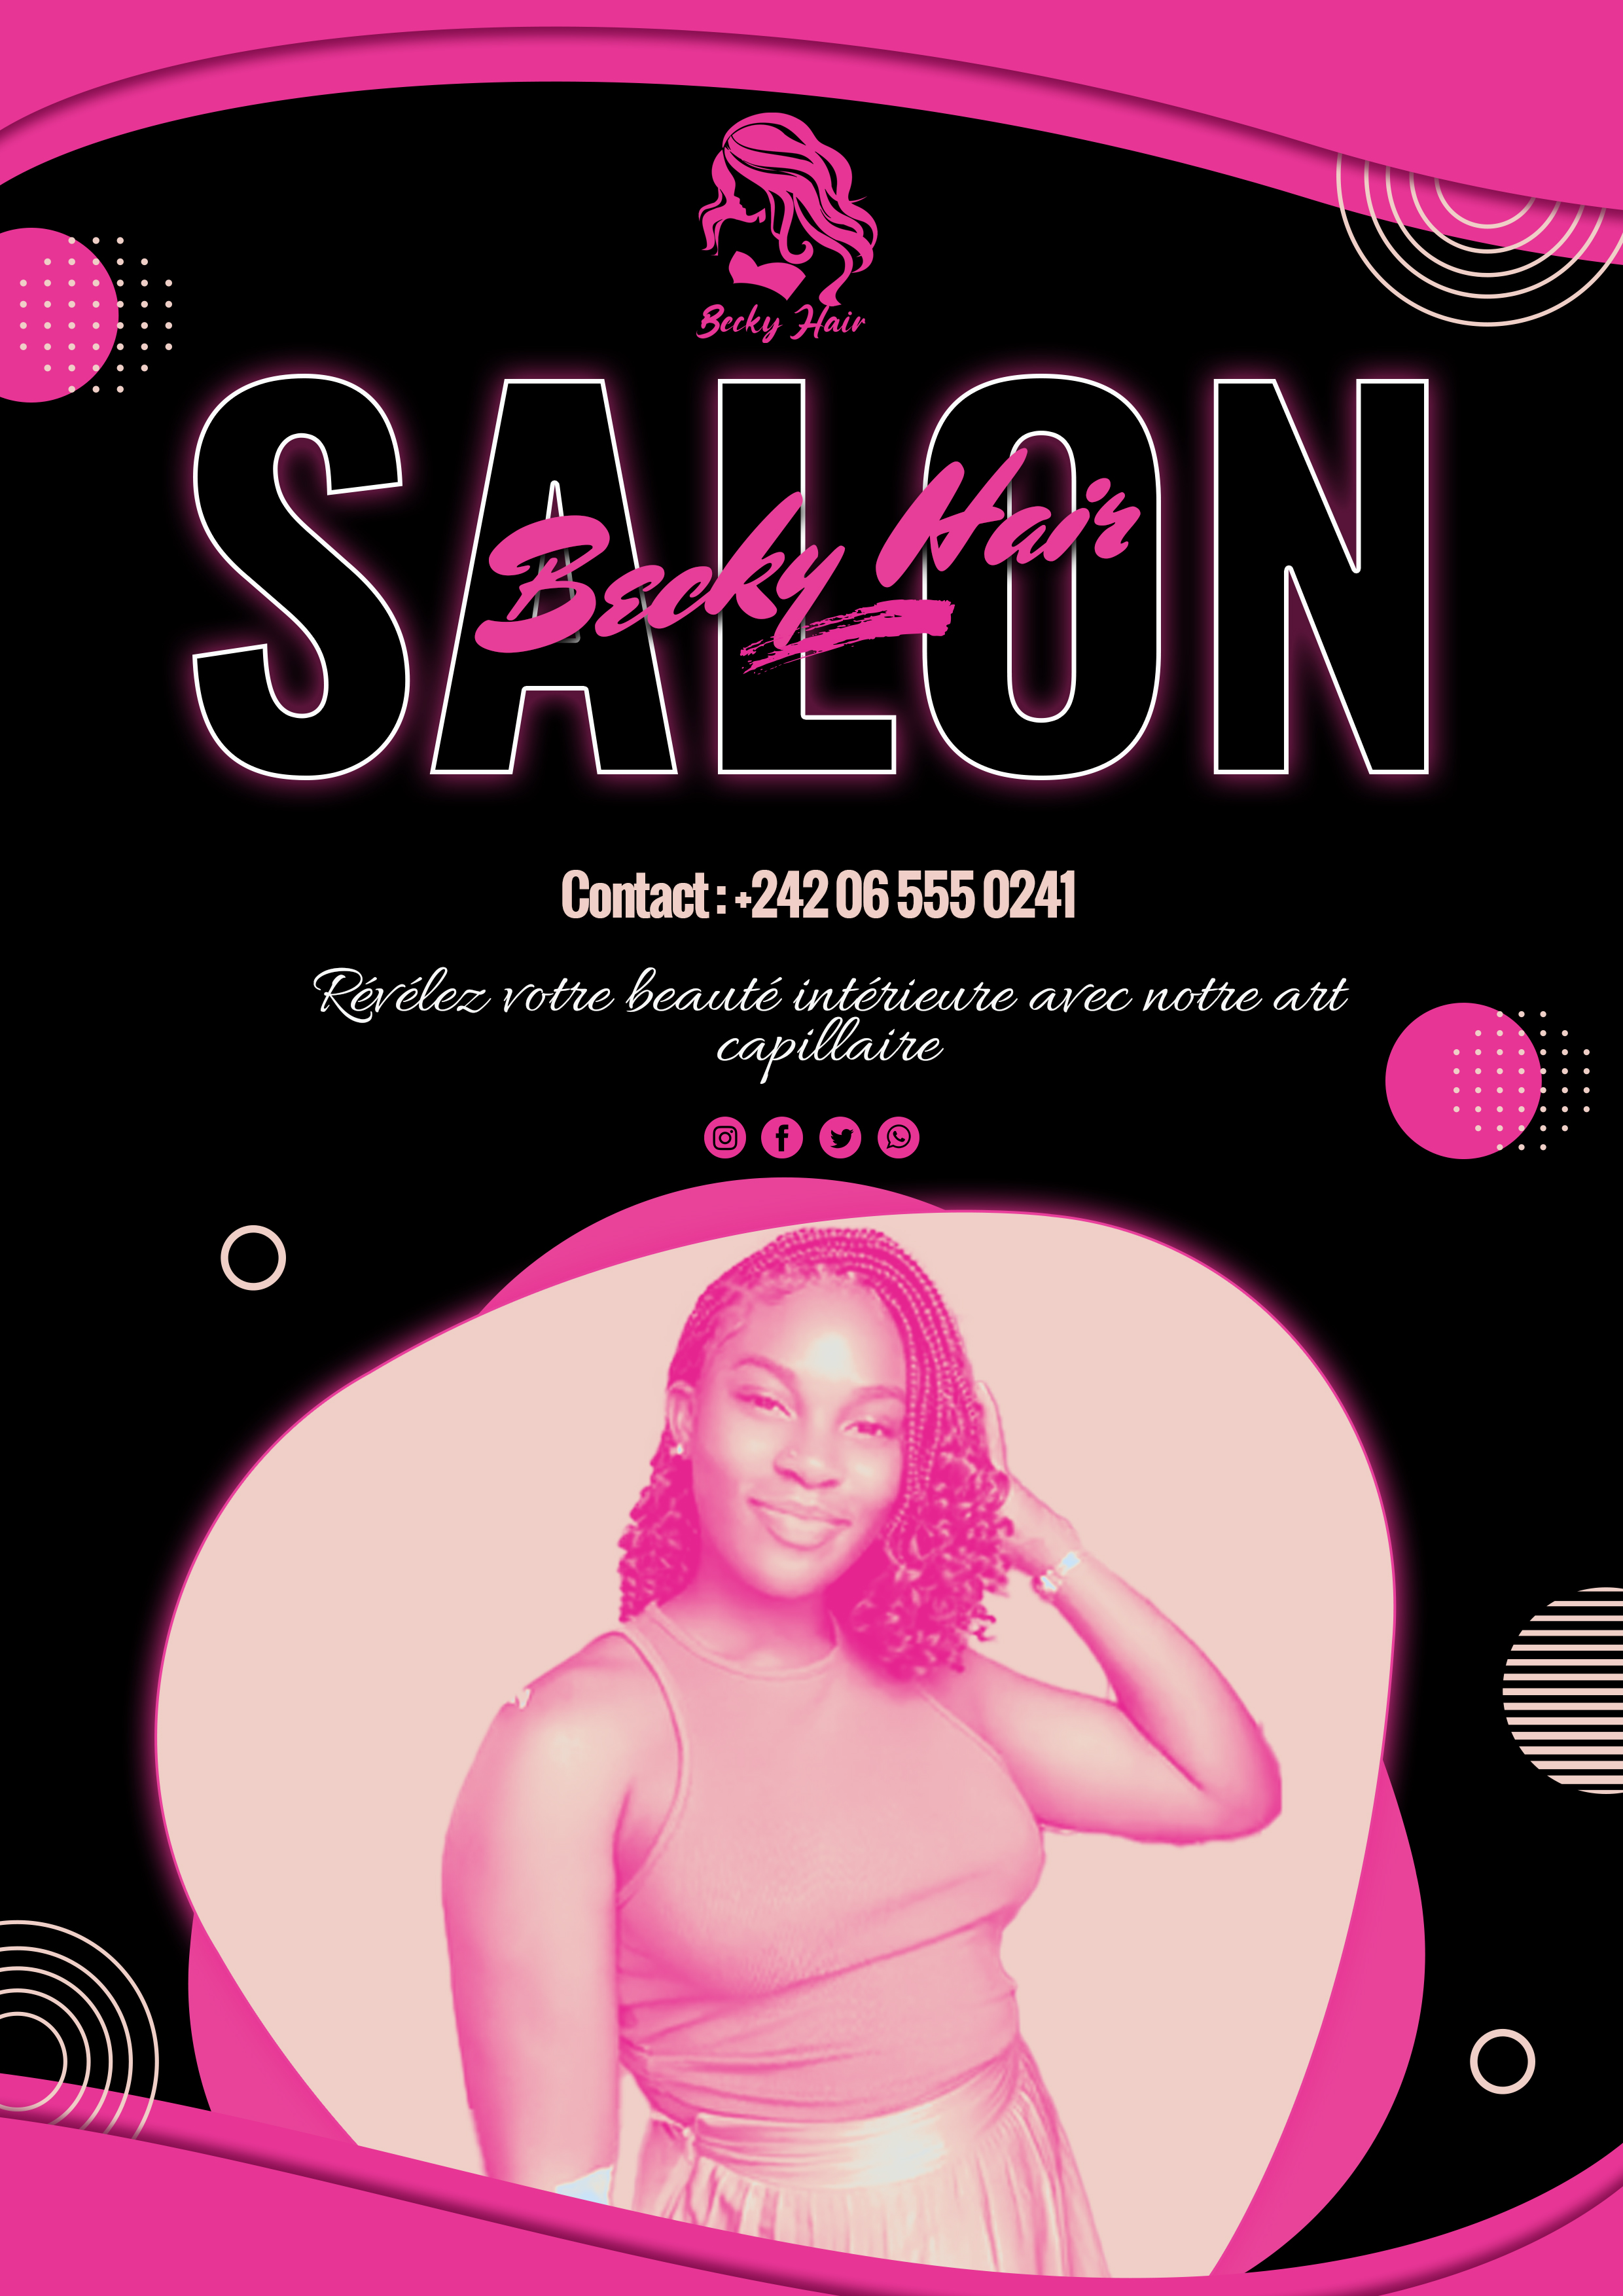 Becky Hair
SALON
Becky Hair
Contact : +242 06 555 0241
Révélez votre beauté intérieure avec notre art
capillaire